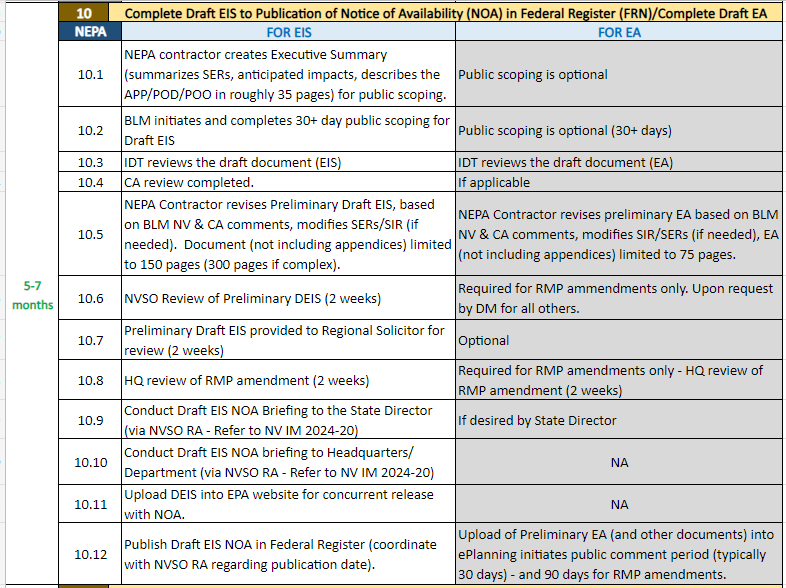 10 Complete Draft EIS to Publication of Notice of Availability (NOA) in Federal Register (FRN)/Complete Draft EA
NEPA FOR EIS FOR EA
5-7
months
10.1
NEPA contractor creates Executive Summary
(summarizes SERs, anticipated impacts, describes the
APP/POD/POO in roughly 35 pages) for public scoping.
Public scoping is optional
10.2
BLM initiates and completes 30+ day public scoping for
Draft EIS
Public scoping is optional (30+ days)
10.3
IDT reviews the draft document (EIS)
IDT reviews the draft document (EA)
10.4
CA review completed.
If applicable
10.5
NEPA Contractor revises Preliminary Draft EIS, based
on BLM NV & CA comments, modifies SERs/SIR (if
needed).  Document (not including appendices) limited
to 150 pages (300 pages if complex).
NEPA Contractor revises preliminary EA based on BLM
NV & CA comments, modifies SIR/SERs (if needed), EA
(not including appendices) limited to 75 pages.
10.6
NVSO Review of Preliminary DEIS (2 weeks)
Required for RMP ammendments only. Upon request
by DM for all others.
10.7
Preliminary Draft EIS provided to Regional Solicitor for
review (2 weeks)
Optional
10.8
HQ review of RMP amendment (2 weeks)
Required for RMP amendments only - HQ review of
RMP amendment (2 weeks)
10.9
Conduct Draft EIS NOA Briefing to the State Director
(via NVSO RA - Refer to NV IM 2024-20)
If desired by State Director
10.10
Conduct Draft EIS NOA briefing to Headquarters/
Department (via NVSO RA - Refer to NV IM 2024-20)
NA
10.11
Upload DEIS into EPA website for concurrent release
with NOA.
NA
10.12
Publish Draft EIS NOA in Federal Register (coordinate
with NVSO RA regarding publication date).
Upload of Preliminary EA (and other documents) into
ePlanning initiates public comment period (typically
30 days) - and 90 days for RMP amendments.